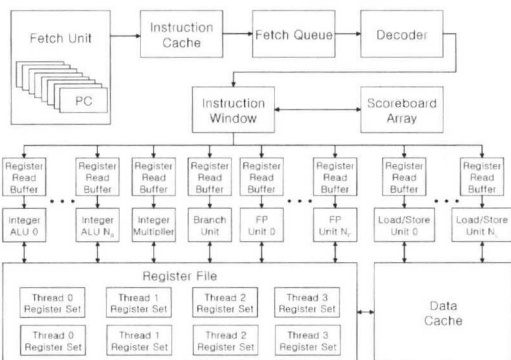 Fetch Unit
PC
Instruction
Cache
Fetch Queue
Decoder
Instruction
Window
Scoreboard
Array
Register
Read
Buffer
Register
Read
Buffer
Register
Read
Buffer
Register
Read
Buffer
Register
Read
Buffer
Register
Read
Buffer
Register
Read
Buffer
Register
Read
Buffer
Integer
ALU 0
Integer
ALU N
Integer
Multiplier
Branch
Unit
FP
Unit 0
FP
Unit N
Load/Store
Unit 0
Load/Store
Unit N
Register File
Thread 0
Register Set
Thread 1
Register Set
Thread 2
Register Set
Thread 3
Register Set
Thread 0
Register Set
Thread 1
Register Set
Thread 2
Register Set
Thread 3
Register Set
Data
Cache